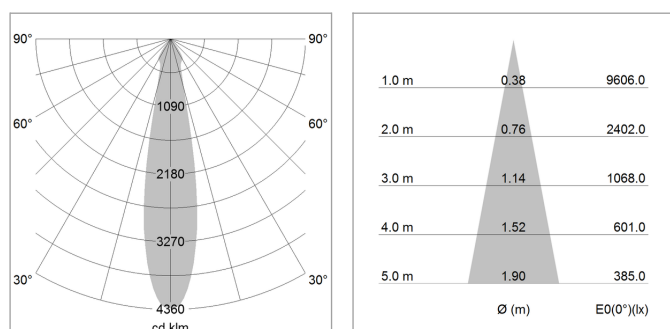 90° 90°
1090
60° 60°
2180
3270
30° 30°
4360
cd klm
1.0 m 0.38 9606.0
2.0 m 0.76 2402.0
3.0 m 1.14 1068.0
4.0 m 1.52 601.0
5.0 m 1.90 385.0
Ø (m) E0(0°)(lx)